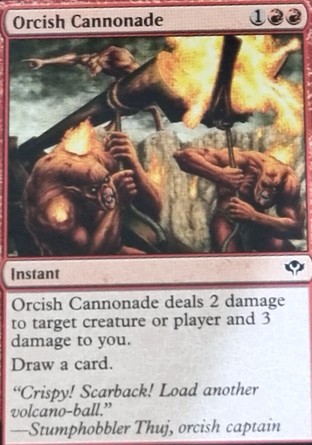 Orcish Cannonade 1
Instant
Orcish Cannonade deals 2 damage
to target creature or player and 3
damage to you.
Draw a card.
“Crispy! Scarback! Load another
volcano-ball.”
—Stumphobbler Thuj, orcish captain